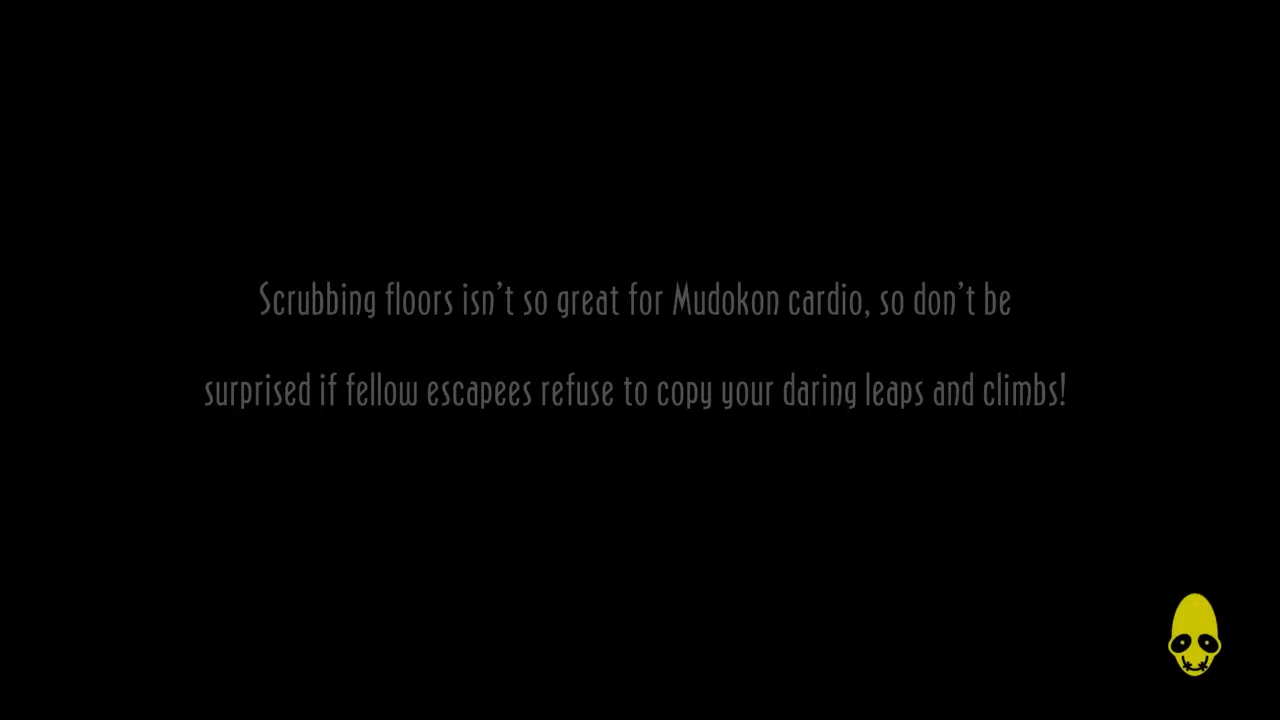 Scrubbing floors isn't so great for Mudokon cardio, so don't be
surprised if fellow escapees refuse to copy your daring leaps and climbs!